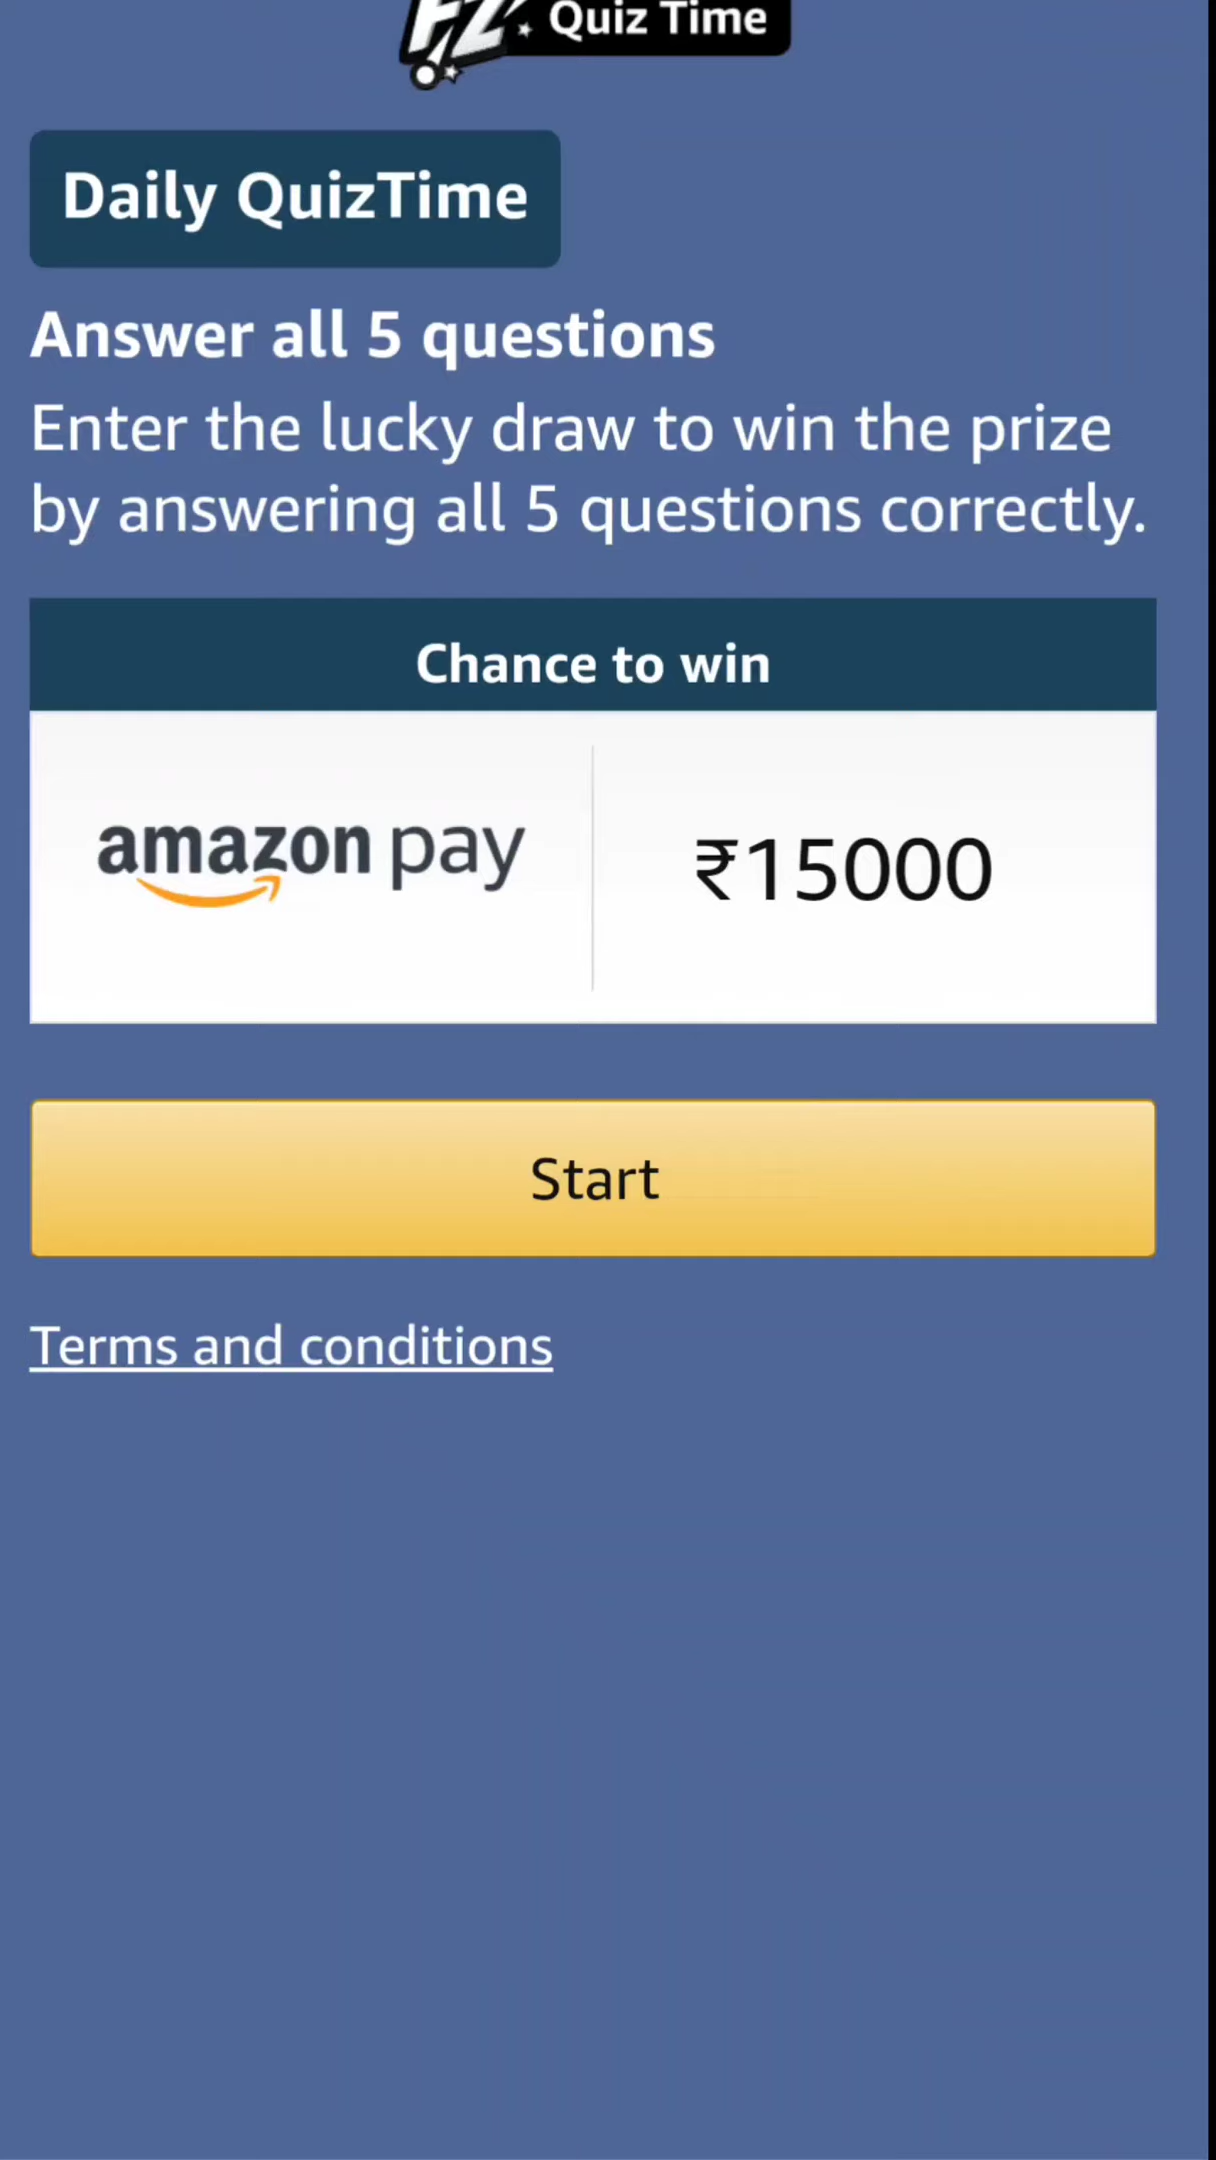 FZ Quiz Time
Daily QuizTime
Answer all 5 questions
Enter the lucky draw to win the prize
by answering all 5 questions correctly.
Chance to win
amazon pay
₹15000
Start
Terms and conditions